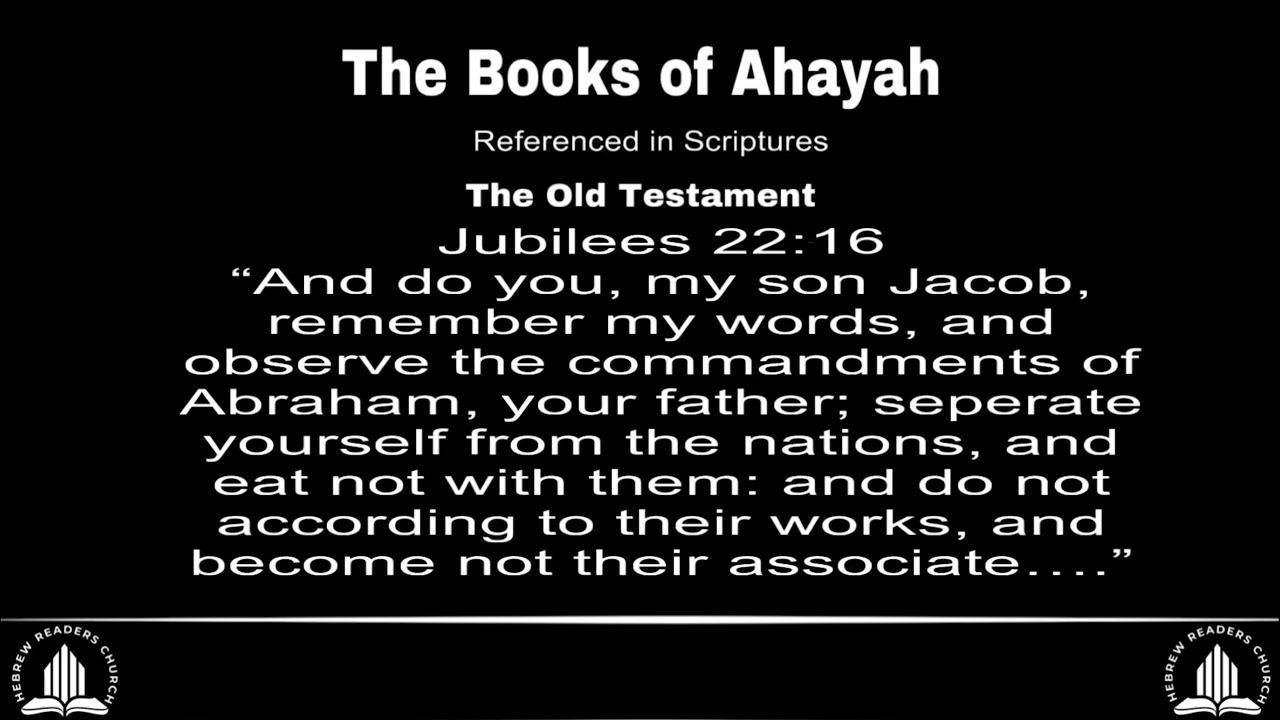 The Books of Ahayah
Referenced in Scriptures
The Old Testament
Jubilees 22:16
“And do you, my son Jacob,
remember my words, and
observe the commandments of
Abraham, your father; seperate
yourself from the nations, and
eat not with them: and do not
according to their works, and
become not their associate....”
HEBREW READERS CHURCH
HEBREW READERS CHURCH